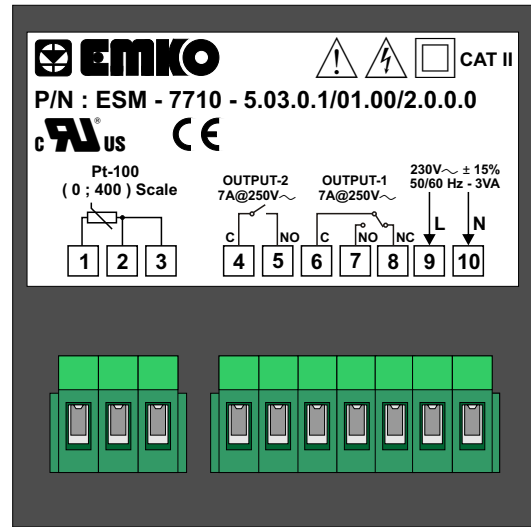 EMKO
CAT II
P/N : ESM - 7710 - 5.03.0.1/01.00/2.0.0.0
c RU ® US CE
Pt-100
( 0 ; 400 ) Scale
OUTPUT-2
7A@250V～
OUTPUT-1
7A@250V～
230V～ ± 15%
50/60 Hz - 3VA
L N
C NO C NO NC
1 2 3 4 5 6 7 8 9 10